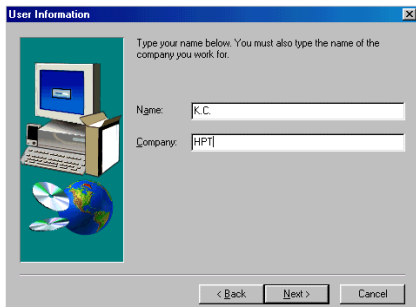 User Information
Type your name below. You must also type the name of the
company you work for.
Name: K.C.
Company: HPT
< Back Next > Cancel